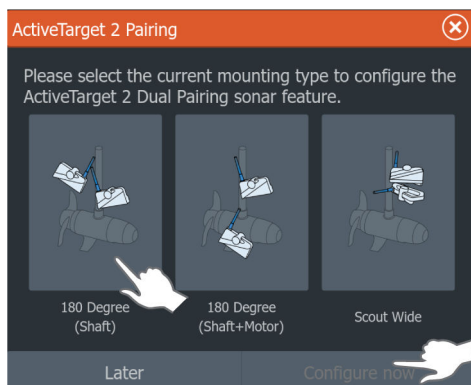 ActiveTarget 2 Pairing
Please select the current mounting type to configure the
ActiveTarget 2 Dual Pairing sonar feature.
180 Degree
(Shaft)
180 Degree
(Shaft+Motor)
Scout Wide
Later
Configure now